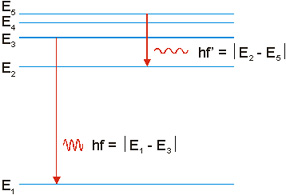 E₅
E₄
E₃
hf' = |E₂ - E₅|
E₂
hf = |E₁ - E₃|
E₁